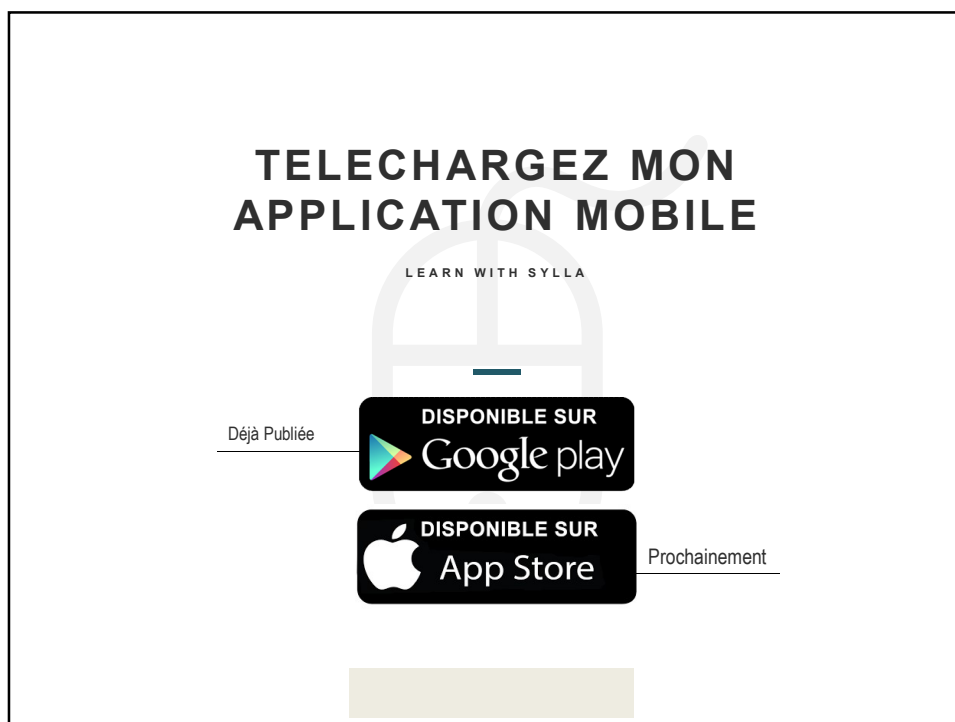 TELECHARGEZ MON
APPLICATION MOBILE
LEARN WITH SYLLA
Déjà Publiée
DISPONIBLE SUR
Google play
DISPONIBLE SUR
App Store
Prochainement